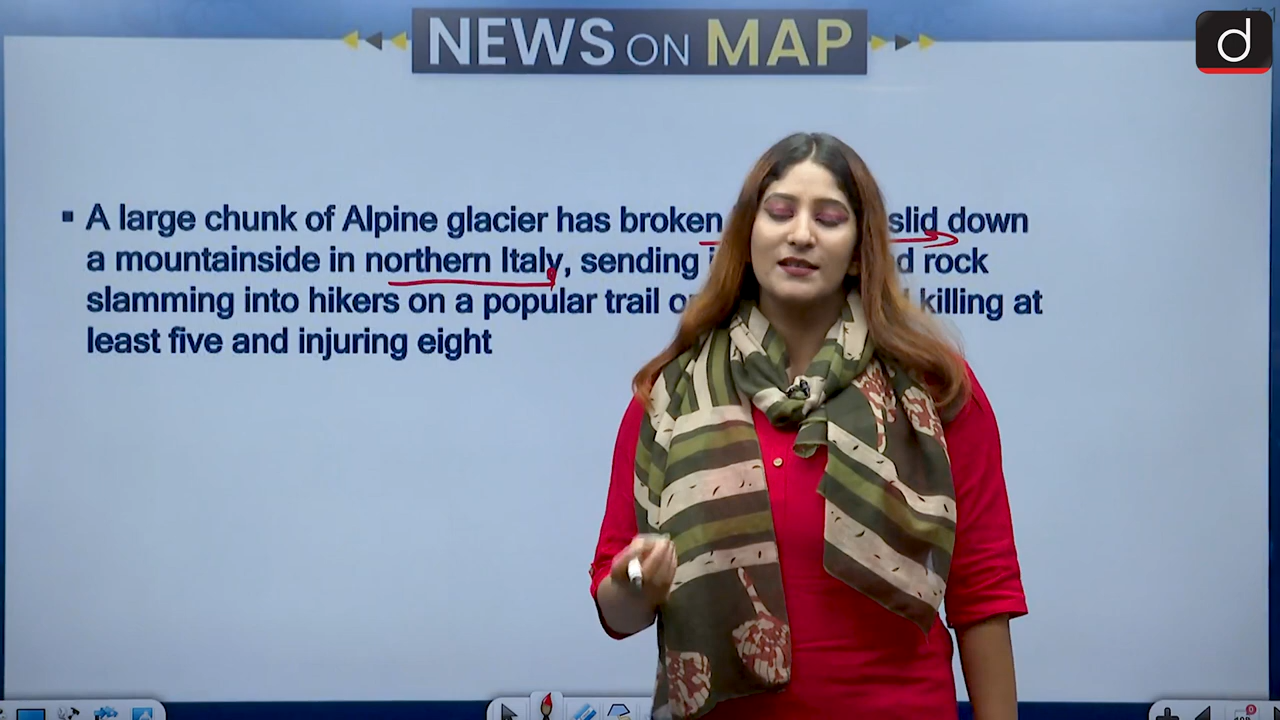 NEWS ON MAP
d
▪ A large chunk of Alpine glacier has broken slid down
a mountainside in northern Italy, sending rock
slamming into hikers on a popular trail killing at
least five and injuring eight